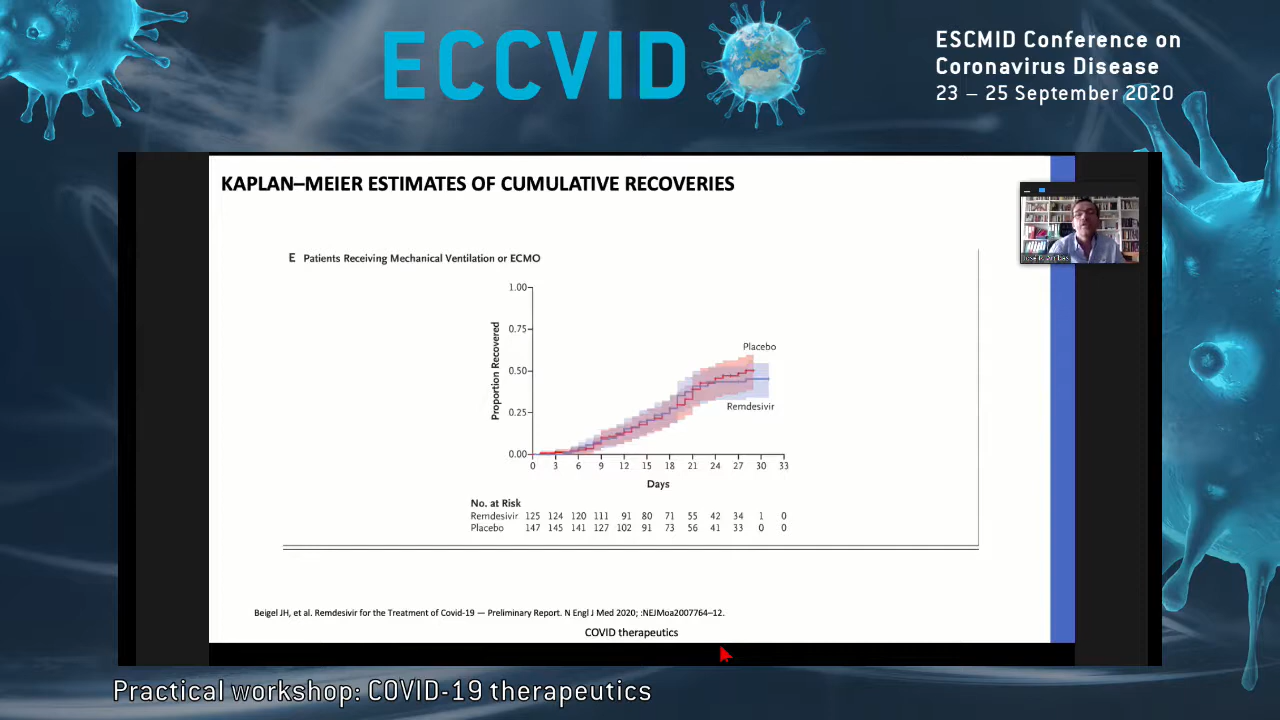 ECCVID
ESCMID Conference on
Coronavirus Disease
23 – 25 September 2020
KAPLAN–MEIER ESTIMATES OF CUMULATIVE RECOVERIES
E Patients Receiving Mechanical Ventilation or ECMO
1.00
0.75
0.50
0.25
0.00
Proportion Recovered
Placebo
Remdesivir
0 3 6 9 12 15 18 21 24 27 30 33
Days
No. at Risk
Remdesivir 125 124 120 111 91 80 71 55 42 34 1 0
Placebo 147 145 141 127 102 91 73 56 41 33 0 0
Beigel JH, et al. Remdesivir for the Treatment of Covid-19 — Preliminary Report. N Engl J Med 2020; :NEJMoa2007764–12.
COVID therapeutics
Practical workshop: COVID-19 therapeutics